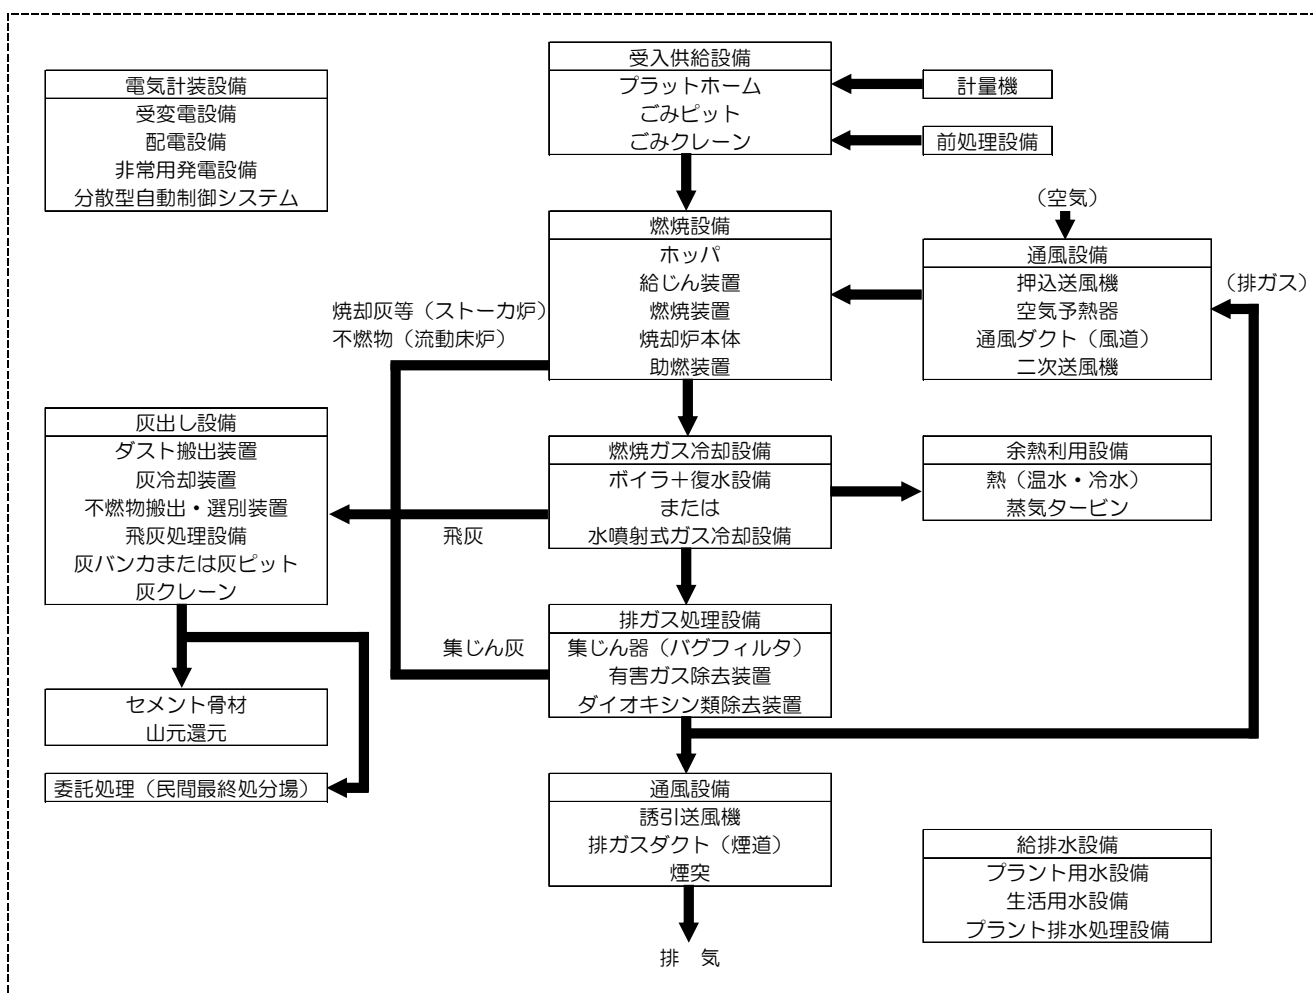 受入供給設備
プラットホーム
ごみピット
ごみクレーン
計量機
前処理設備
電気計装設備
受変電設備
配電設備
非常用発電設備
分散型自動制御システム
(空気)
燃焼設備
ホッパ
給じん装置
燃焼装置
焼却炉本体
助燃装置
通風設備
押込送風機
空気予熱器
通風ダクト(風道)
二次送風機
(排ガス)
焼却灰等(ストーカ炉)
不燃物(流動床炉)
灰出し設備
ダスト搬出装置
灰冷却装置
不燃物搬出・選別装置
飛灰処理設備
灰バンカまたは灰ピット
灰クレーン
燃焼ガス冷却設備
ボイラ+復水設備
または
水噴射式ガス冷却設備
余熱利用設備
熱(温水・冷水)
蒸気タービン
飛灰
排ガス処理設備
集じん器(バグフィルタ)
有害ガス除去装置
ダイオキシン類除去装置
集じん灰
セメント骨材
山元還元
委託処理(民間最終処分場)
通風設備
誘引送風機
排ガスダクト(煙道)
煙突
給排水設備
プラント用水設備
生活用水設備
プラント排水処理設備
排 気